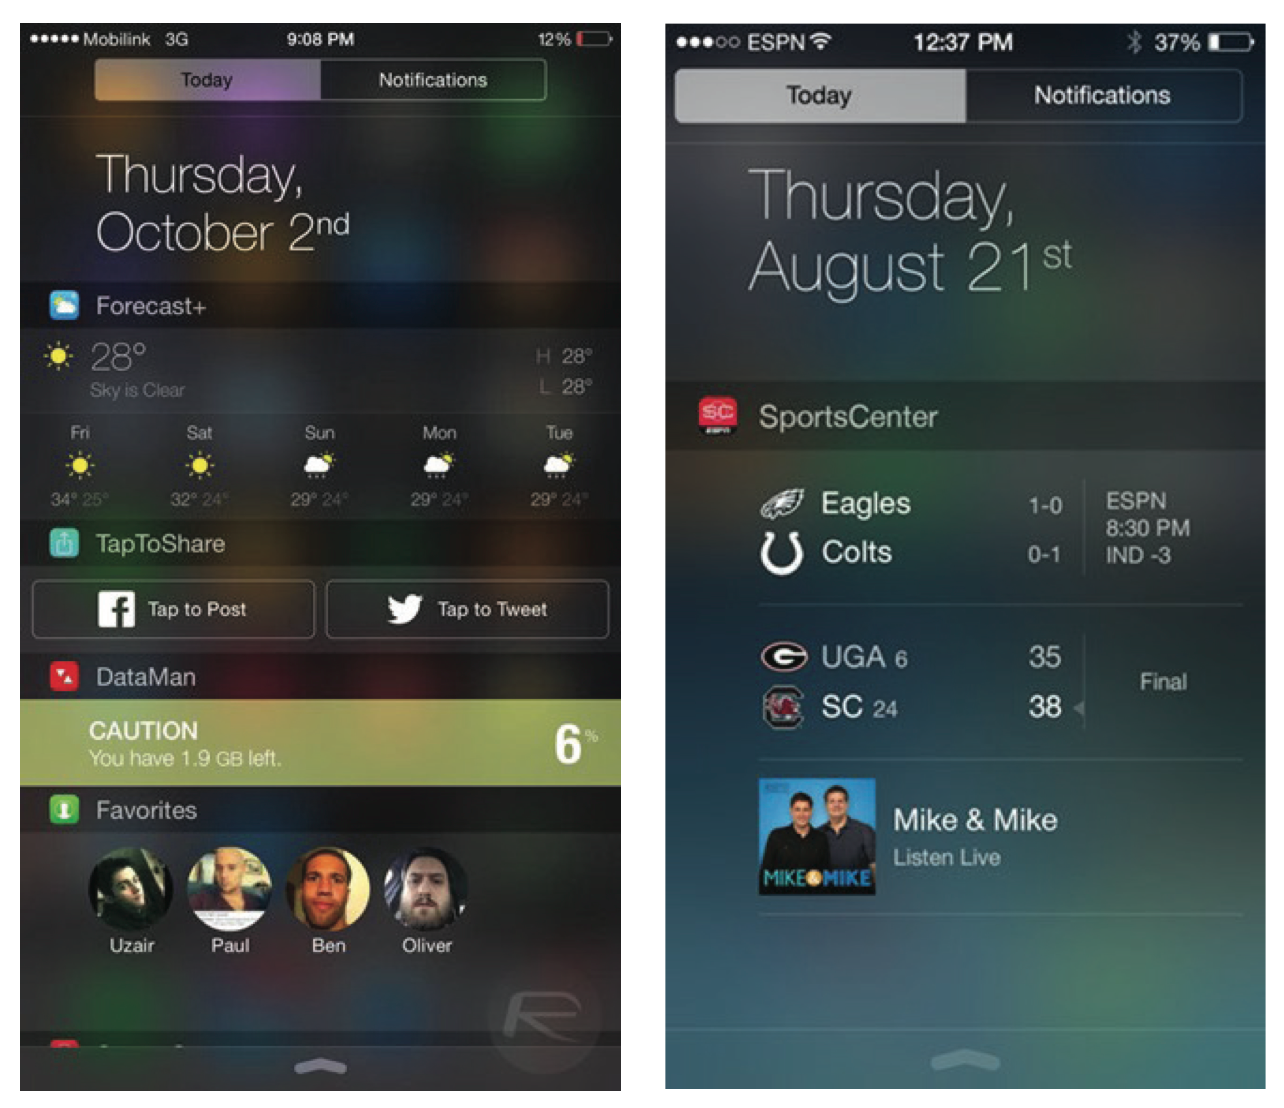 Mobilink 3G 9:08 PM 12%
Today Notifications
Thursday,
October 2nd
Forecast+
28° H 28°
Sky is Clear L 28°
Fri Sat Sun Mon Tue
34° 25° 32° 24° 29° 24° 29° 24° 29° 24°
TapToShare
Tap to Post Tap to Tweet
DataMan
CAUTION 6%
You have 1.9 GB left.
Favorites
Uzair Paul Ben Oliver
ESPN 12:37 PM 37%
Today Notifications
Thursday,
August 21st
SC
ESPN
SportsCenter
Eagles 1-0 ESPN
8:30 PM
Colts 0-1 IND -3
UGA 6 35
Final
SC 24 38
Mike & Mike
Listen Live
MIKE&MIKE